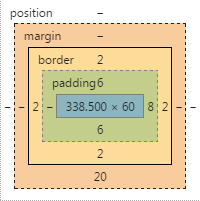 position –
margin –
border 2
padding6
– – 2 – 338.500 × 60 8 2 – –
6
2
20